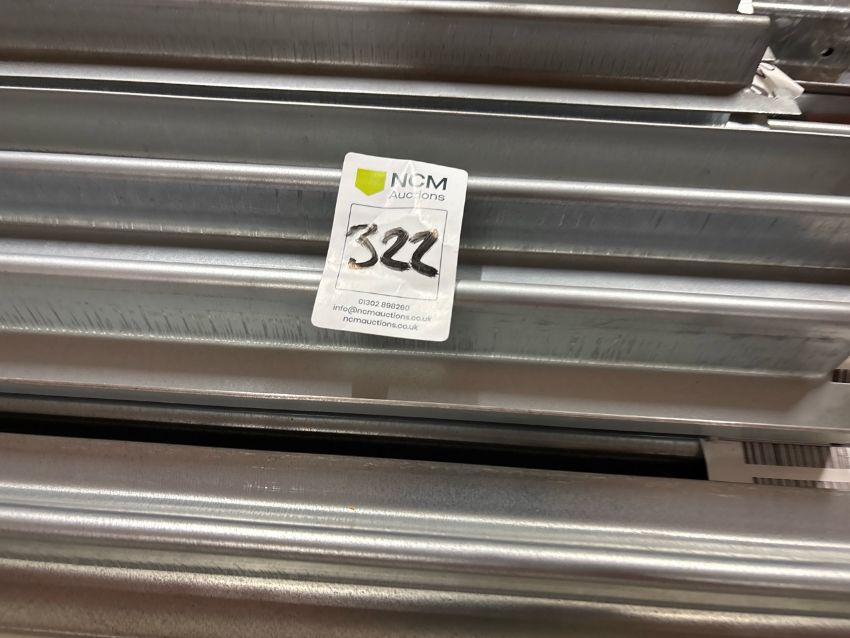 NCM
Auctions
322
01302 898260
info@ncmauctions.co.uk
ncmauctions.co.uk